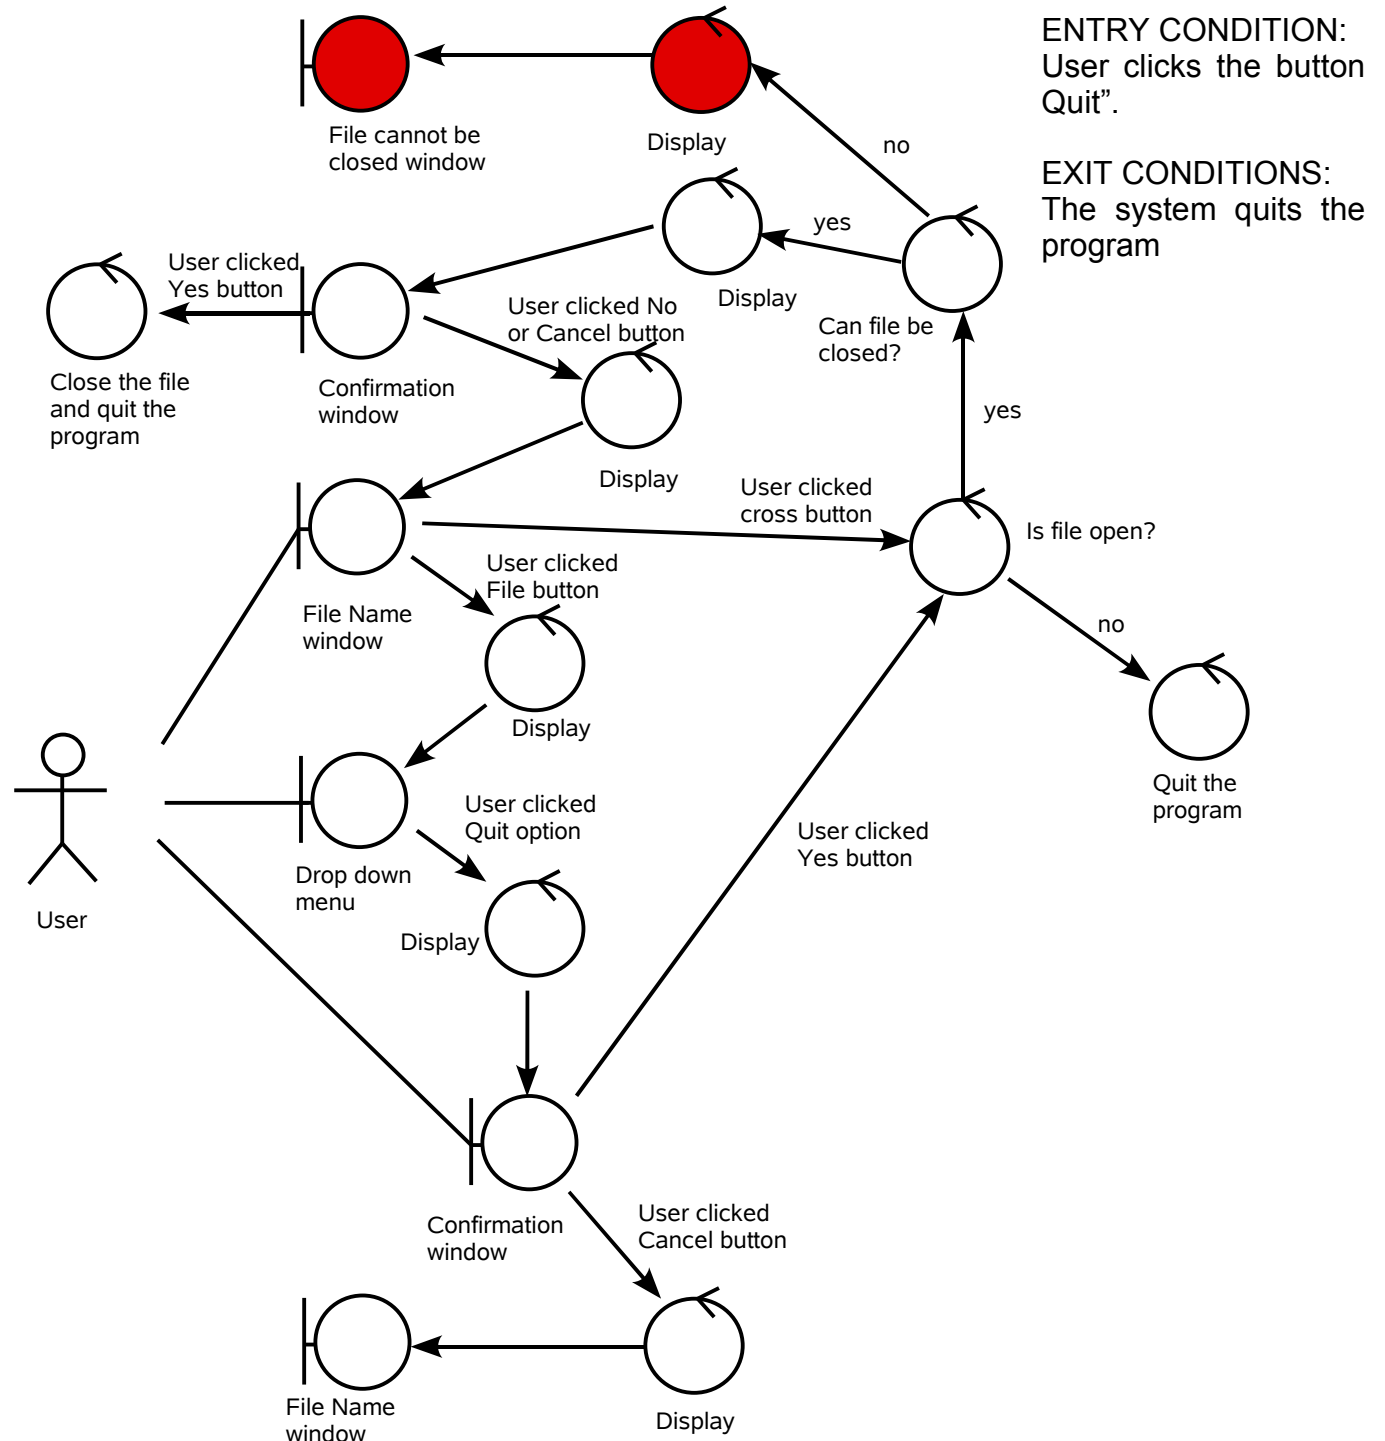 ENTRY CONDITION:
User clicks the button
Quit”.
EXIT CONDITIONS:
The system quits the
program
File cannot be
closed window
Display
no
yes
Display
User clicked
Yes button
User clicked No
or Cancel button
Can file be
closed?
Close the file
and quit the
program
Confirmation
window
yes
Display
User clicked
cross button
Is file open?
User clicked
File button
File Name
window
no
Display
Quit the
program
User clicked
Quit option
User clicked
Yes button
Drop down
menu
User
Display
Confirmation
window
User clicked
Cancel button
File Name
window
Display